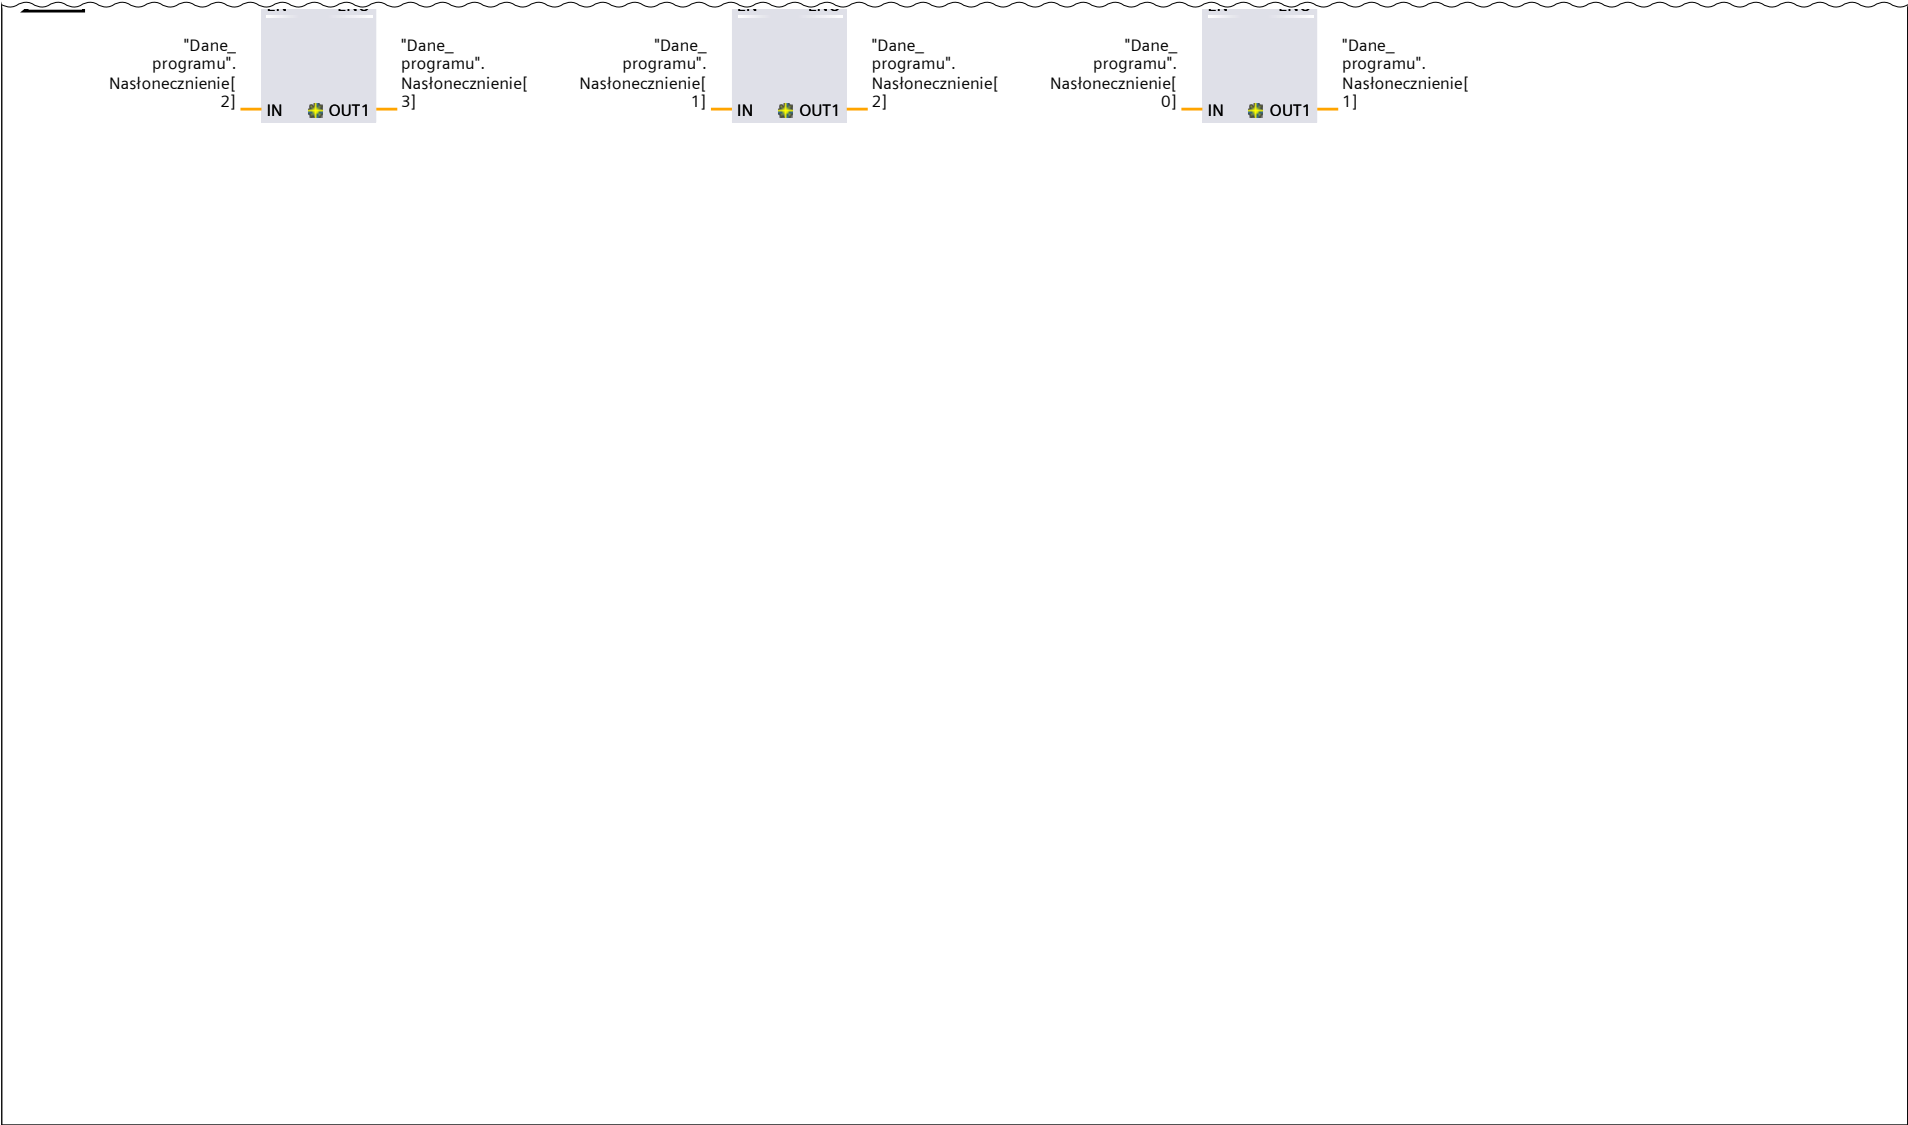 "Dane_
programu".
Nasłonecznienie[
2]
IN
OUT1
"Dane_
programu".
Nasłonecznienie[
3]
"Dane_
programu".
Nasłonecznienie[
1]
IN
OUT1
"Dane_
programu".
Nasłonecznienie[
2]
"Dane_
programu".
Nasłonecznienie[
0]
IN
OUT1
"Dane_
programu".
Nasłonecznienie[
1]